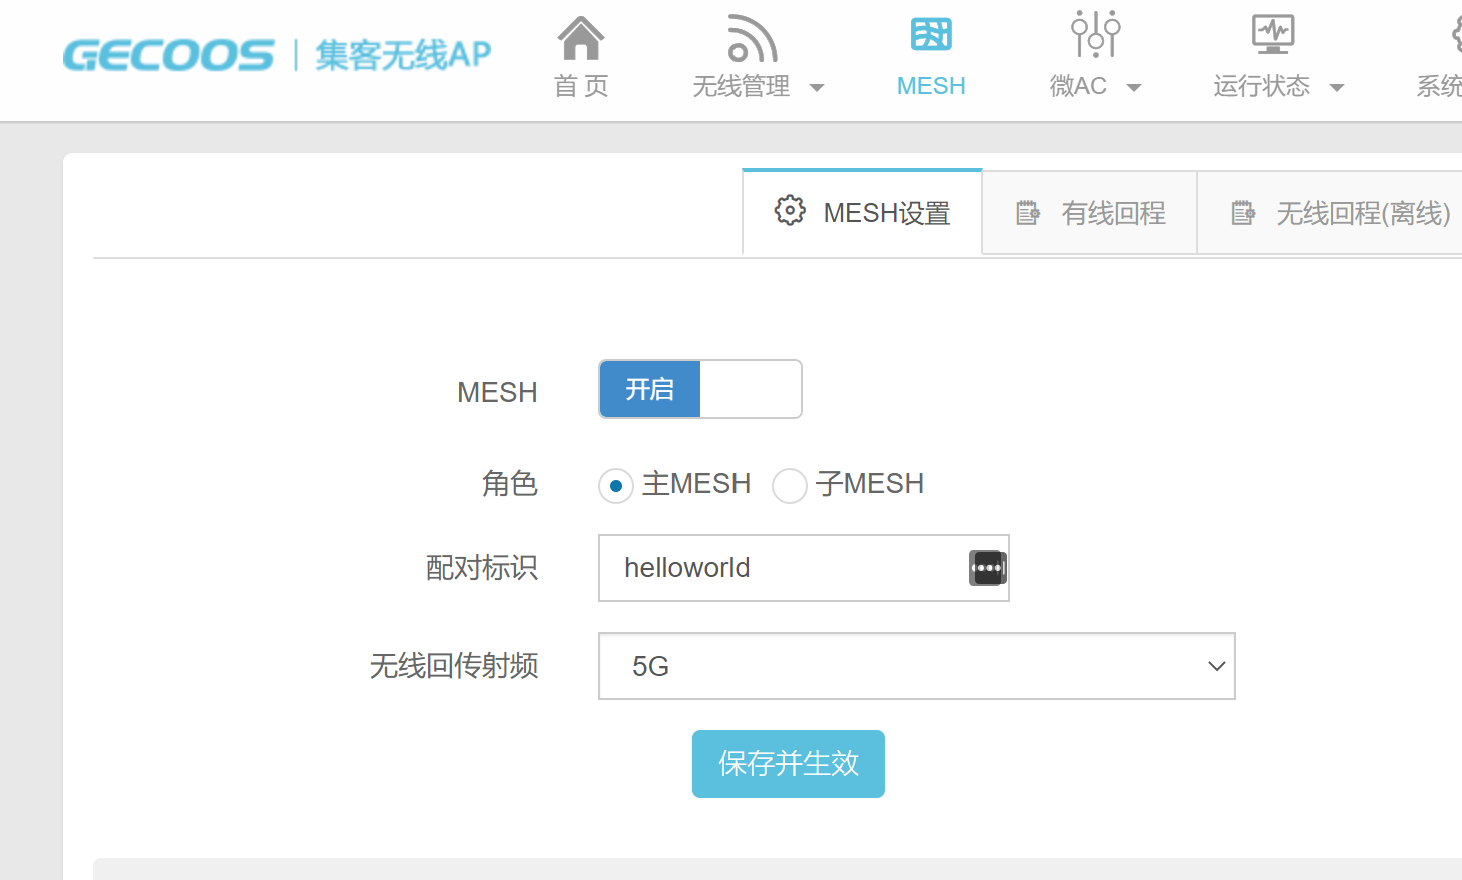 GECOOS | 集客无线AP
首 页
无线管理
MESH
微AC
运行状态
系统
MESH设置
有线回程
无线回程(离线)
MESH 开启
角色 主MESH 子MESH
配对标识 helloworld
无线回传射频 5G
保存并生效